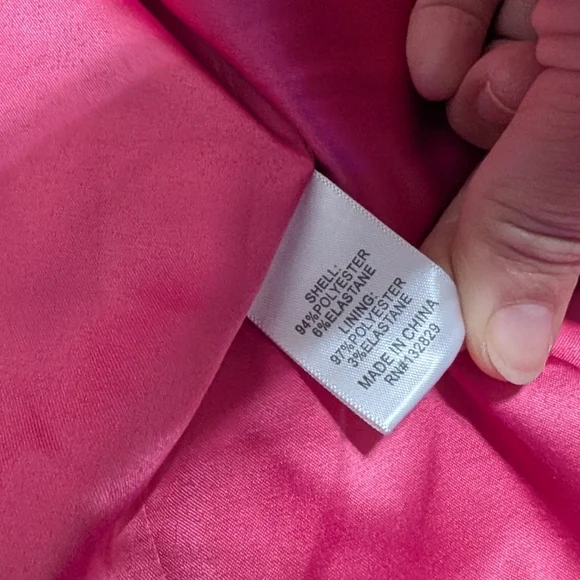 SHELL:
94%POLYESTER
6%ELASTANE
LINING:
97%POLYESTER
3%ELASTANE
MADE IN CHINA
RN#132829